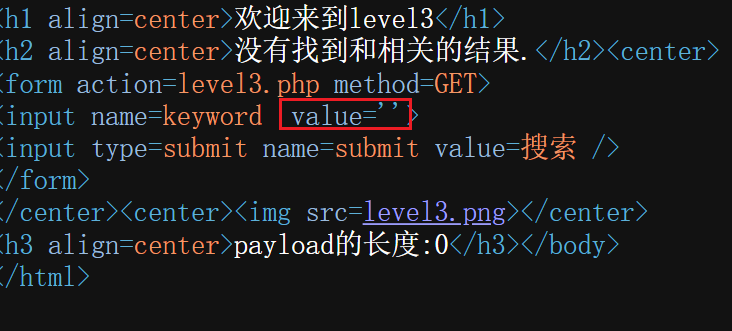 <h1 align=center>欢迎来到level3</h1>
<h2 align=center>没有找到和相关的结果.</h2><center>
<form action=level3.php method=GET>
<input name=keyword  value=''>
<input type=submit name=submit value=搜索 />
</form>
</center><center><img src=level3.png></center>
<h3 align=center>payload的长度:0</h3></body>
</html>